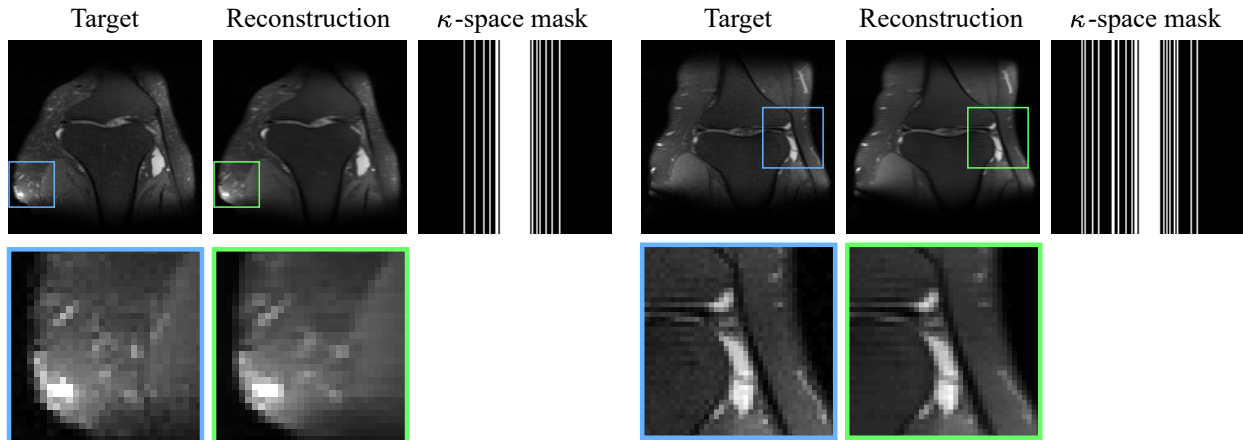 Target Reconstruction κ-space mask Target Reconstruction κ-space mask